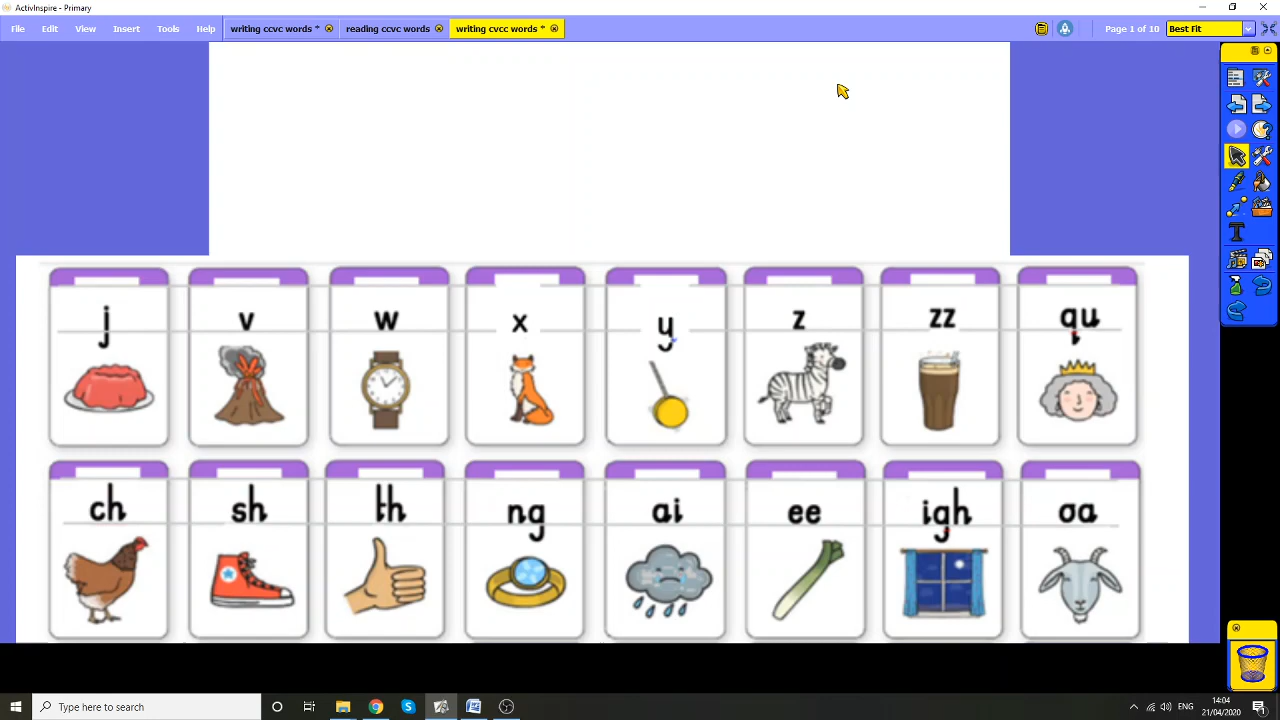 ActivInspire - Primary
File Edit View Insert Tools Help writing ccvc words * reading ccvc words writing cvcc words * Page 1 of 10 Best Fit
j v w x y z zz qu
ch sh th ng ai ee igh oa
Type here to search
ENG 14:04
21/04/2020